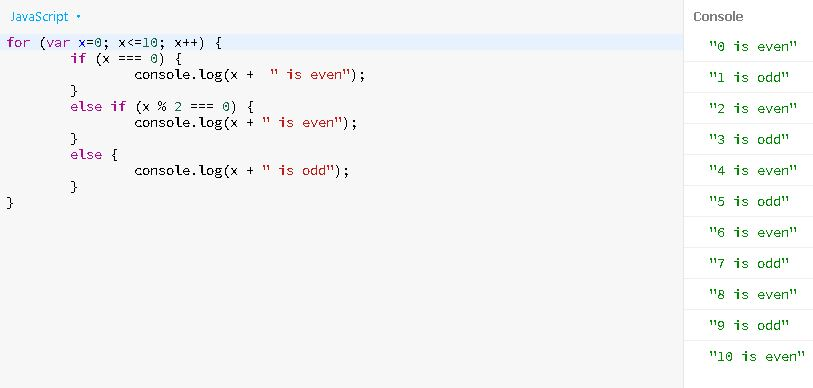 JavaScript
for (var x=0; x<=10; x++) {
if (x === 0) {
console.log(x +  " is even");
}
else if (x % 2 === 0) {
console.log(x + " is even");
}
else {
console.log(x + " is odd");
}
}
Console
"0 is even"
"1 is odd"
"2 is even"
"3 is odd"
"4 is even"
"5 is odd"
"6 is even"
"7 is odd"
"8 is even"
"9 is odd"
"10 is even"